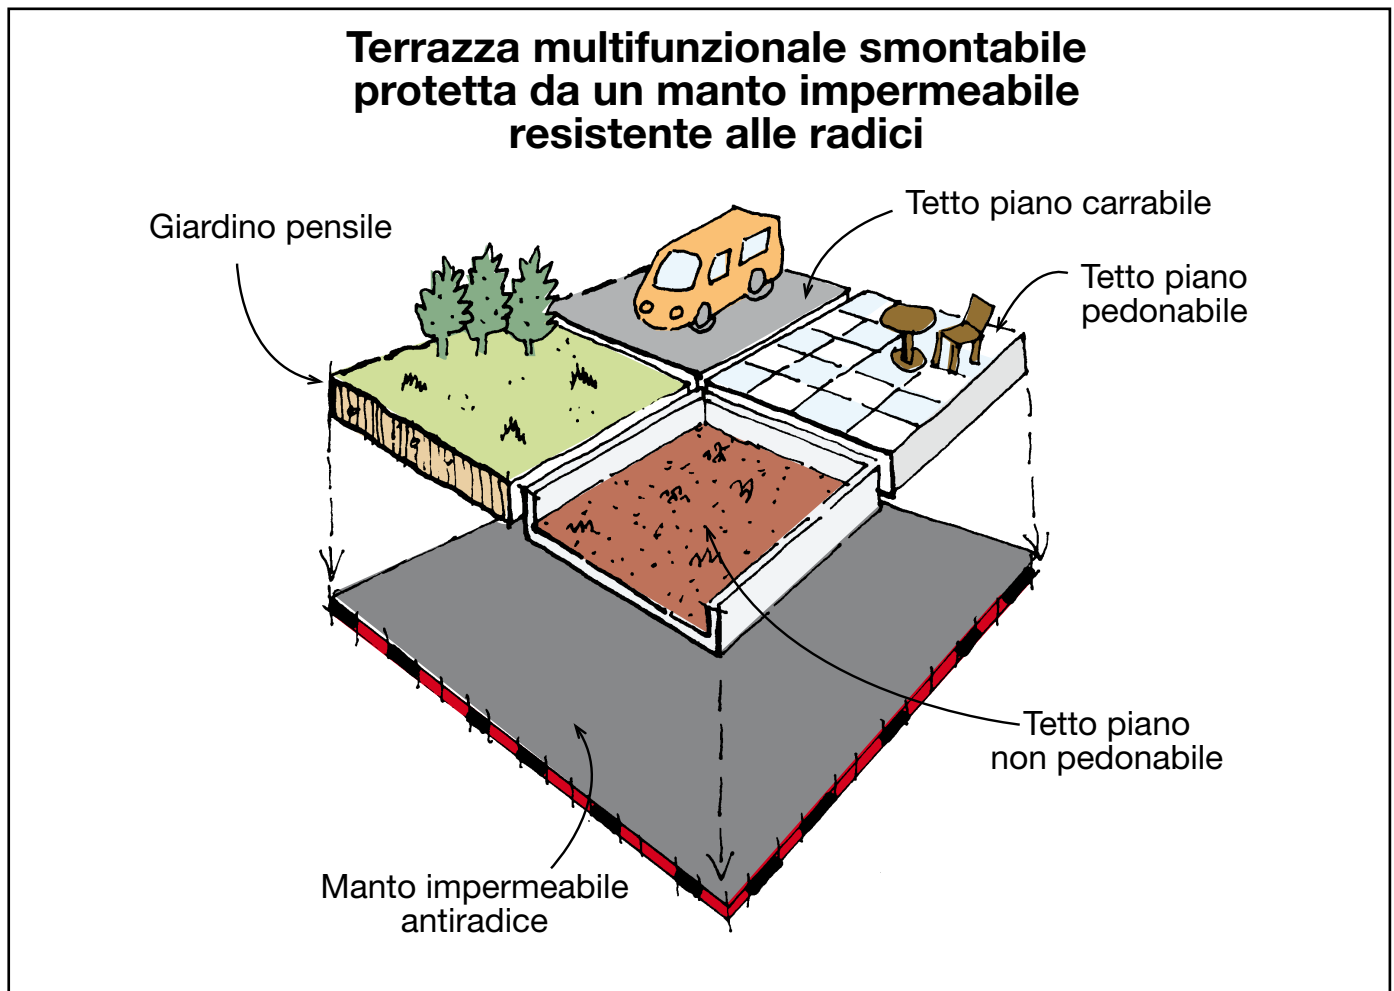 Terrazza multifunzionale smontabile
protetta da un manto impermeabile
resistente alle radici
Giardino pensile
Tetto piano carrabile
Tetto piano
pedonabile
Tetto piano
non pedonabile
Manto impermeabile
antiradice